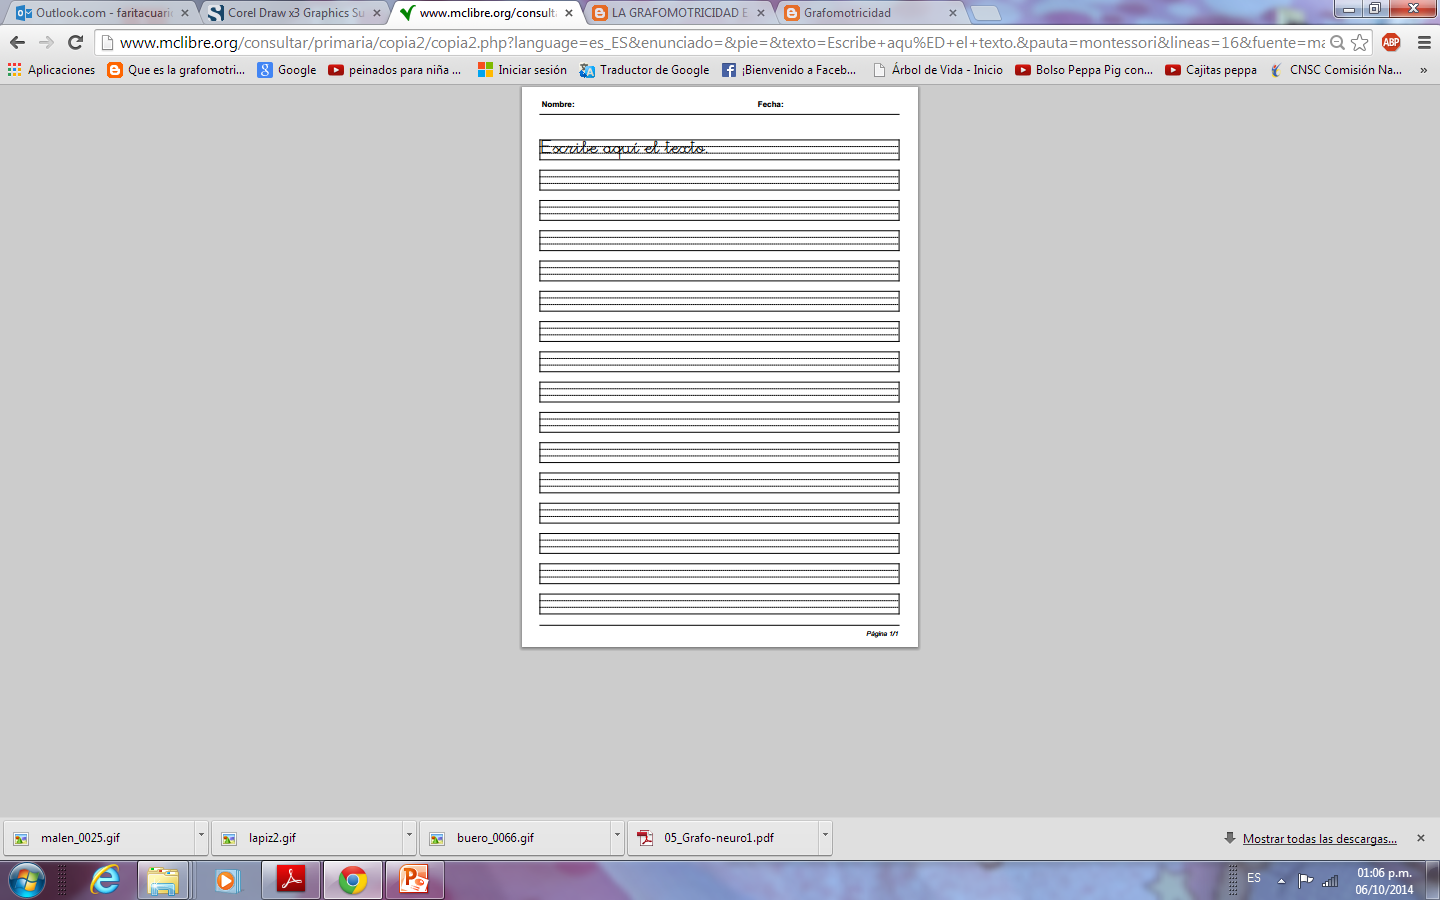 Outlook.com - faritacuari
Corel Draw x3 Graphics Su
www.mclibre.org/consult
LA GRAFOMOTRICIDAD E
Grafomotricidad
www.mclibre.org/consultar/primaria/copia2/copia2.php?language=es_ES&enunciado=&pie=&texto=Escribe+aqu%ED+el+texto.&pauta=montessori&lineas=16&fuente=ma
ABP
Aplicaciones
Que es la grafomotri...
Google
peinados para niña ...
Iniciar sesión
Traductor de Google
¡Bienvenido a Faceb...
Árbol de Vida - Inicio
Bolso Peppa Pig con...
Cajitas peppa
CNSC Comisión Na...
»
Nombre:
Fecha:
Escribe aquí el texto.
Página 1/1
malen_0025.gif
lapiz2.gif
buero_0066.gif
05_Grafo-neuro1.pdf
Mostrar todas las descargas...
ES
01:06 p.m.
06/10/2014